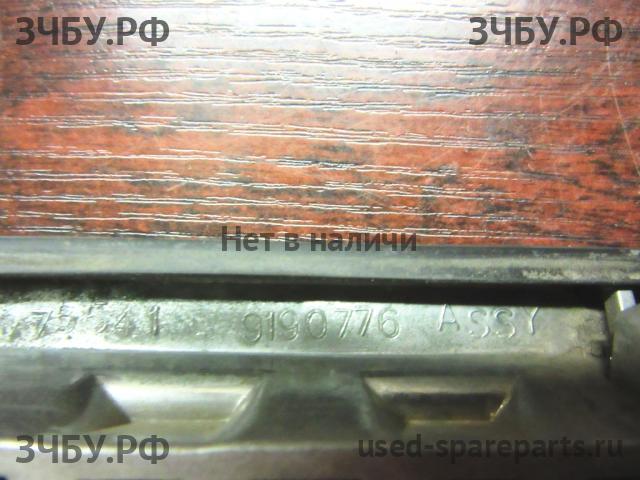 ЗЧБУ.РФ ЗЧБУ.РФ
Нет в наличи
9190776 ASSY
ЗЧБУ.РФ used-spareparts.ru